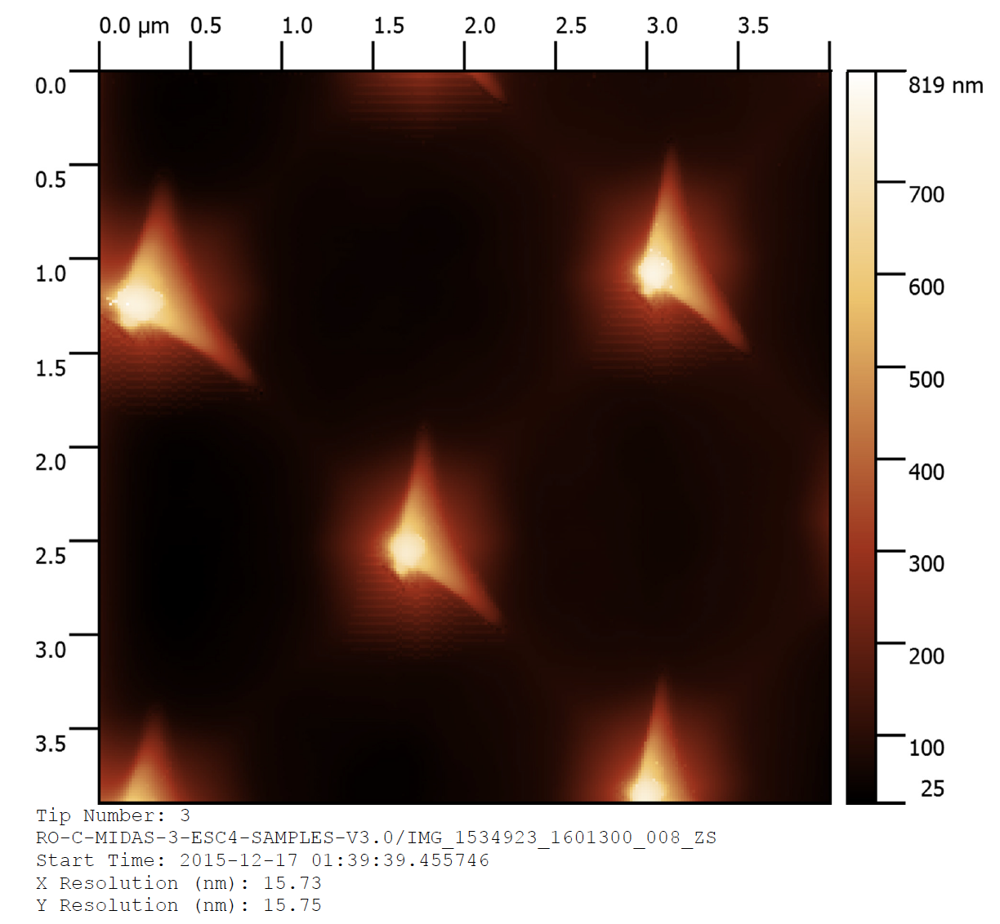 0.0 µm 0.5 1.0 1.5 2.0 2.5 3.0 3.5
0.0
0.5
1.0
1.5
2.0
2.5
3.0
3.5
819 nm
700
600
500
400
300
200
100
25
Tip Number: 3
RO-C-MIDAS-3-ESC4-SAMPLES-V3.0/IMG_1534923_1601300_008_ZS
Start Time: 2015-12-17 01:39:39.455746
X Resolution (nm): 15.73
Y Resolution (nm): 15.75